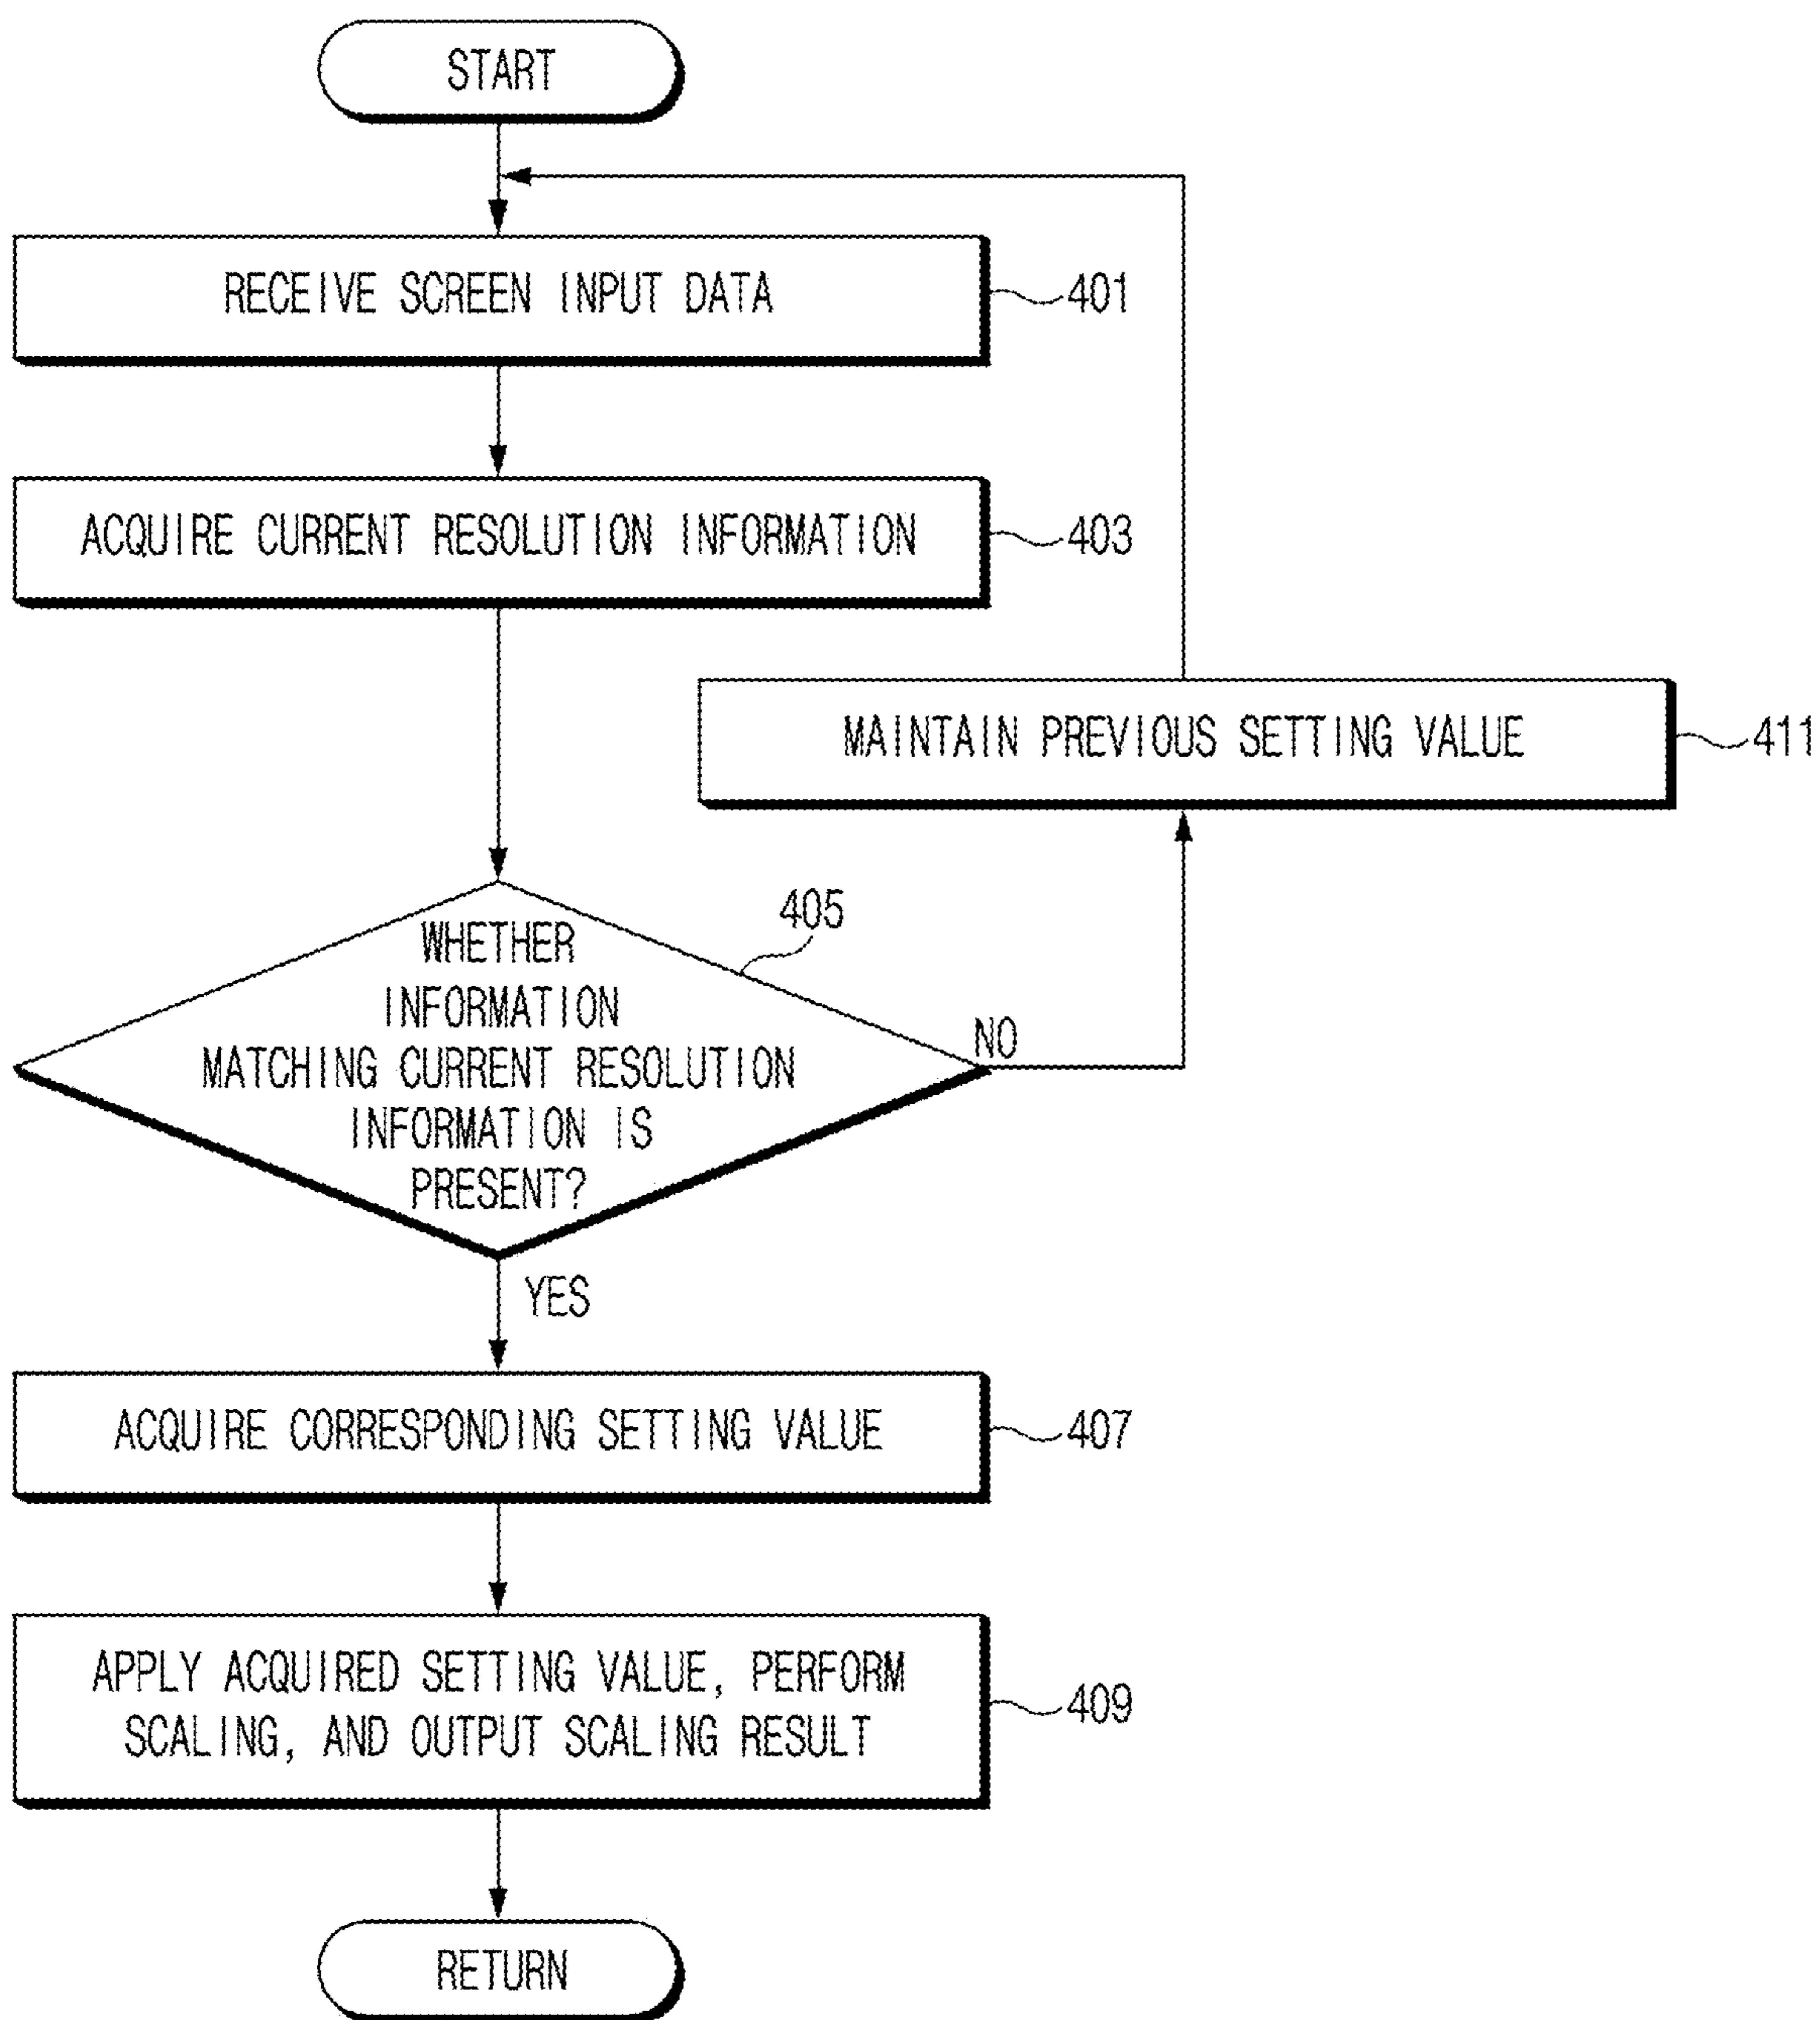 START
RECEIVE SCREEN INPUT DATA
401
ACQUIRE CURRENT RESOLUTION INFORMATION
403
MAINTAIN PREVIOUS SETTING VALUE
411
405
WHETHER
INFORMATION
MATCHING CURRENT RESOLUTION
INFORMATION IS
PRESENT?
NO
YES
ACQUIRE CORRESPONDING SETTING VALUE
407
APPLY ACQUIRED SETTING VALUE, PERFORM
SCALING, AND OUTPUT SCALING RESULT
409
RETURN